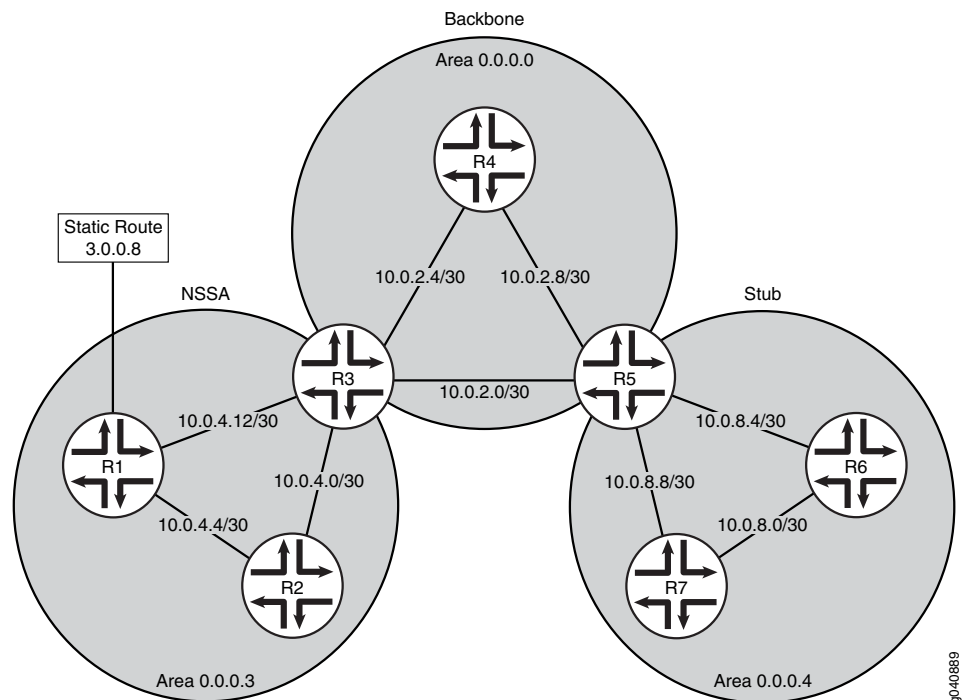 Backbone
Area 0.0.0.0
R4
Static Route
3.0.0.8
10.0.2.4/30
10.0.2.8/30
NSSA
Stub
R3
R5
10.0.2.0/30
10.0.4.12/30
10.0.8.4/30
R1
R6
10.0.4.0/30
10.0.8.8/30
10.0.4.4/30
10.0.8.0/30
R2
R7
Area 0.0.0.3
Area 0.0.0.4
g040889